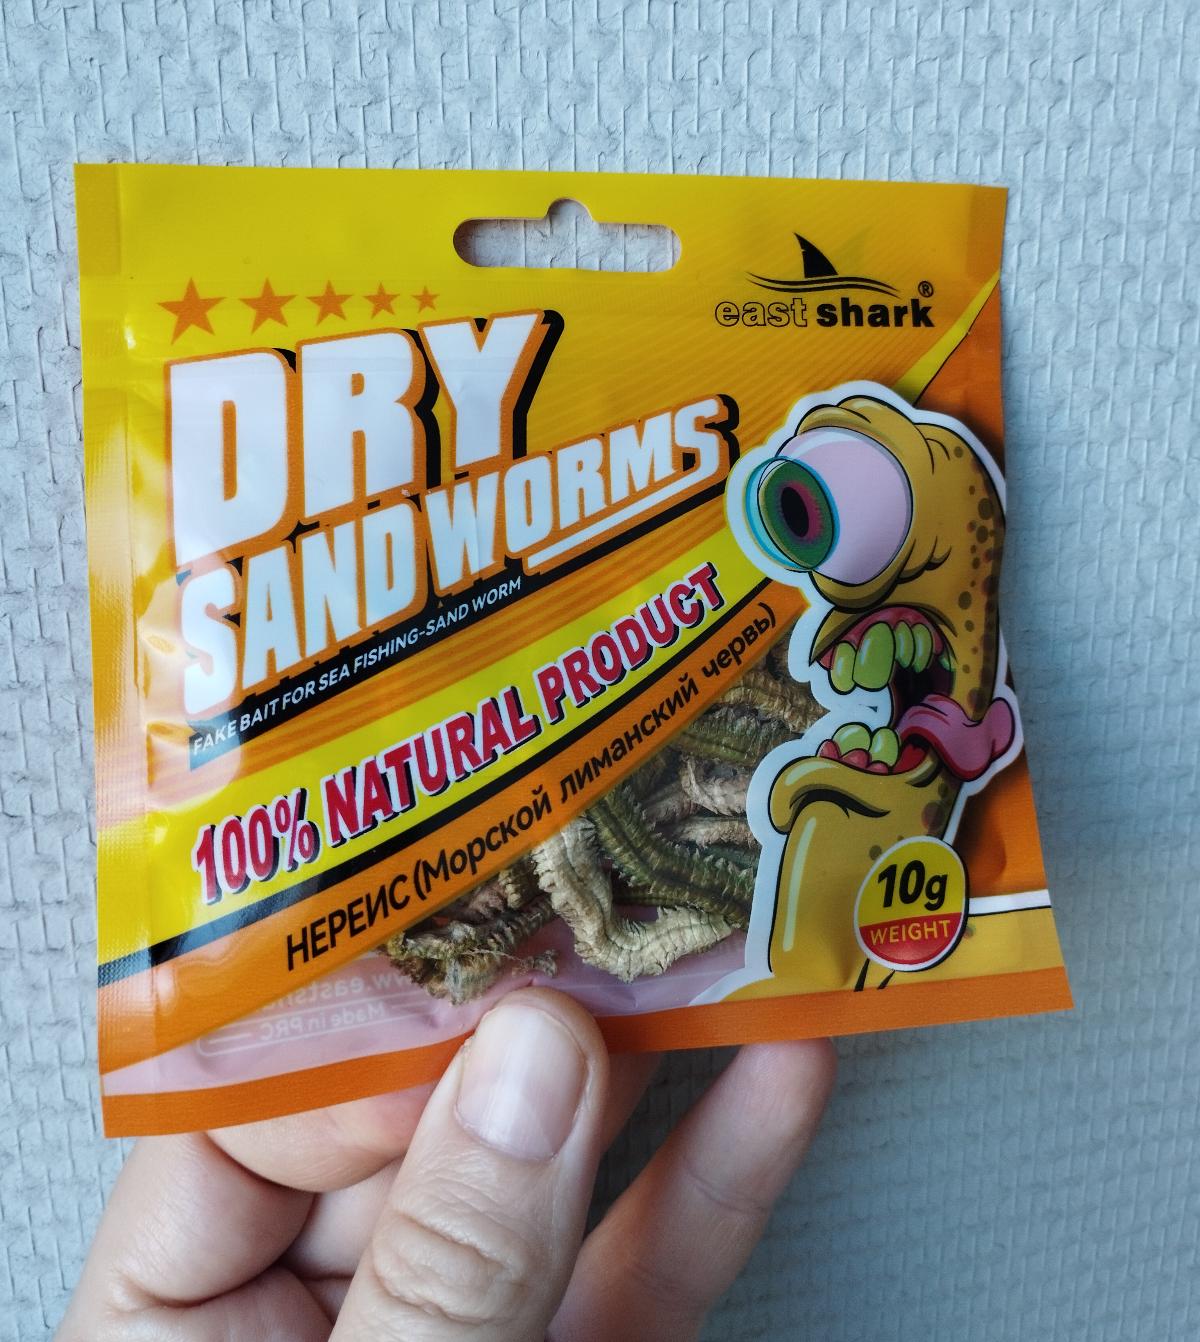 east shark®
DRY
SAND WORMS
FAKE BAIT FOR SEA FISHING-SAND WORM
100% NATURAL PRODUCT
НЕРЕИС (Морской лиманский червь)
10g
WEIGHT
Made in PRC